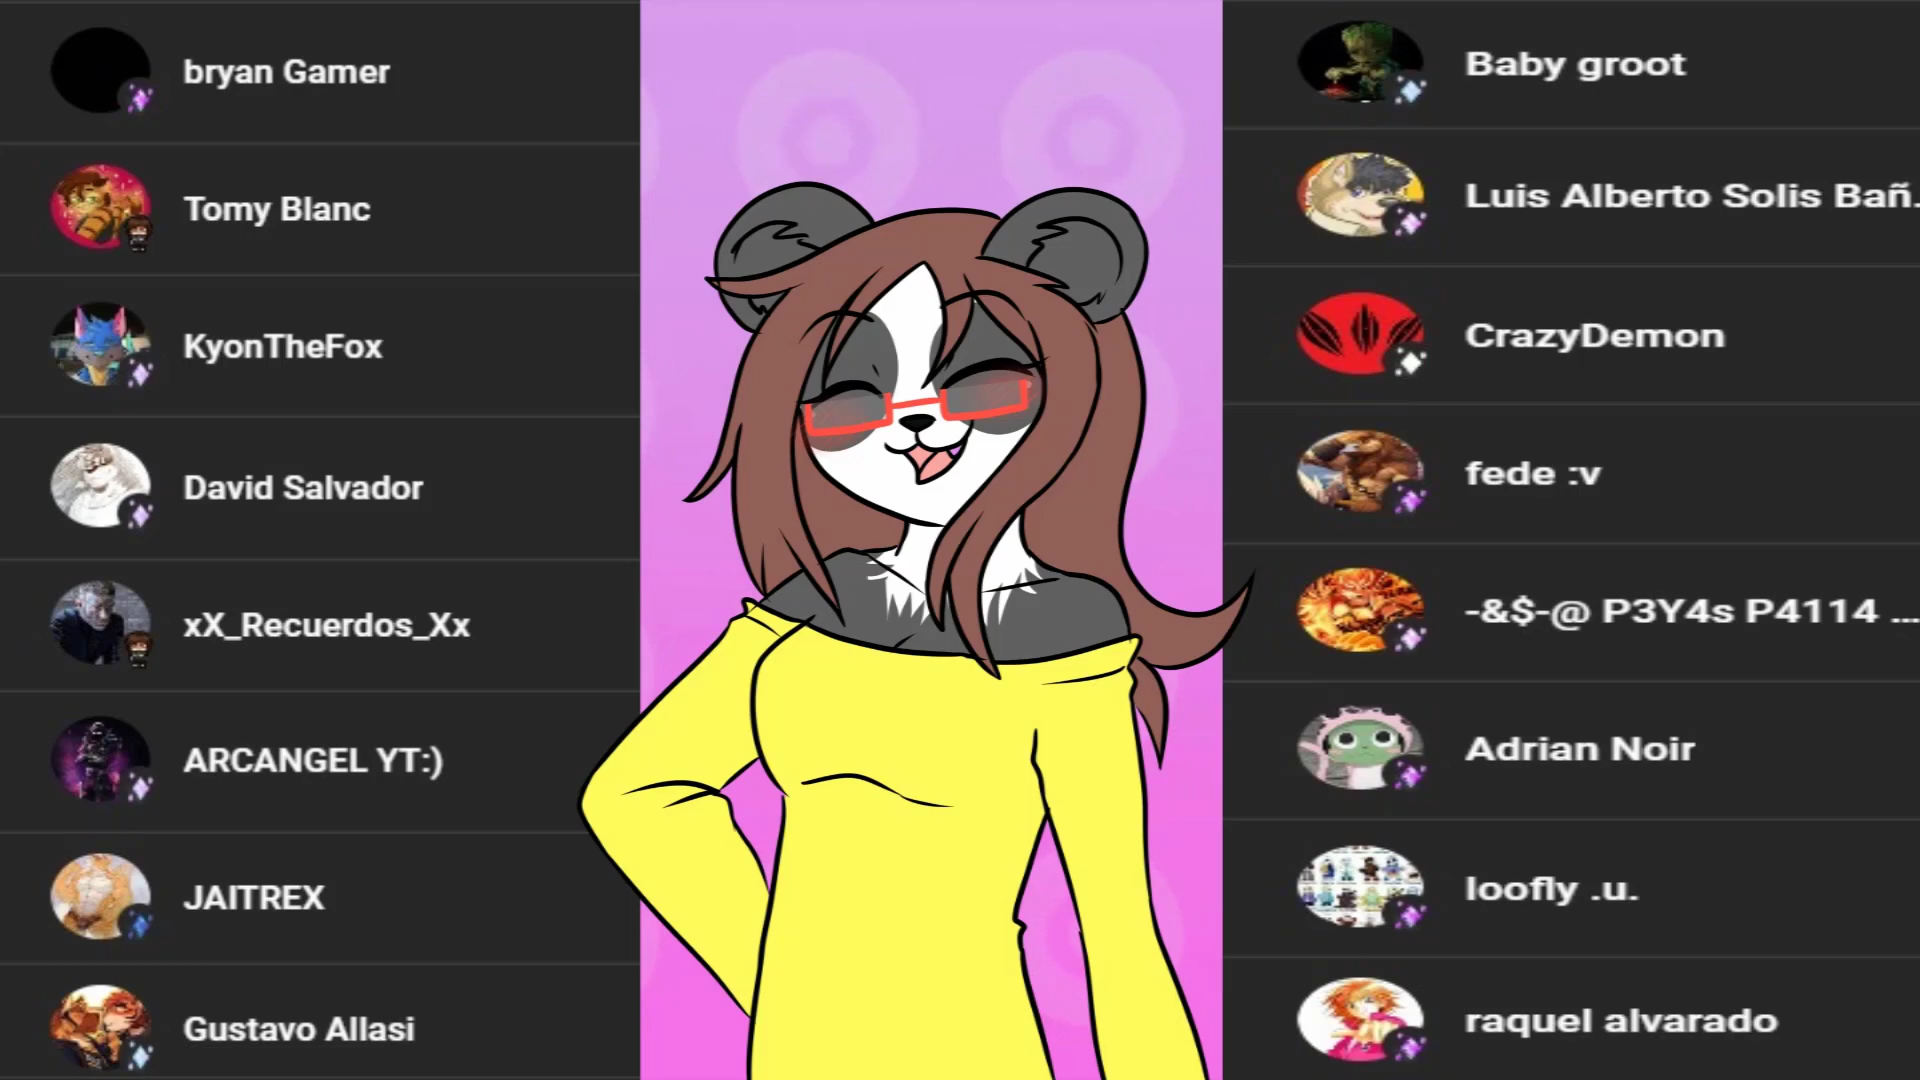 bryan Gamer
Tomy Blanc
KyonTheFox
David Salvador
xX_Recuerdos_Xx
ARCANGEL YT:)
JAITREX
Gustavo Allasi
Baby groot
Luis Alberto Solis Bañ.
CrazyDemon
fede :v
-&$-@ P3Y4s P4114 ...
Adrian Noir
loofly .u.
raquel alvarado